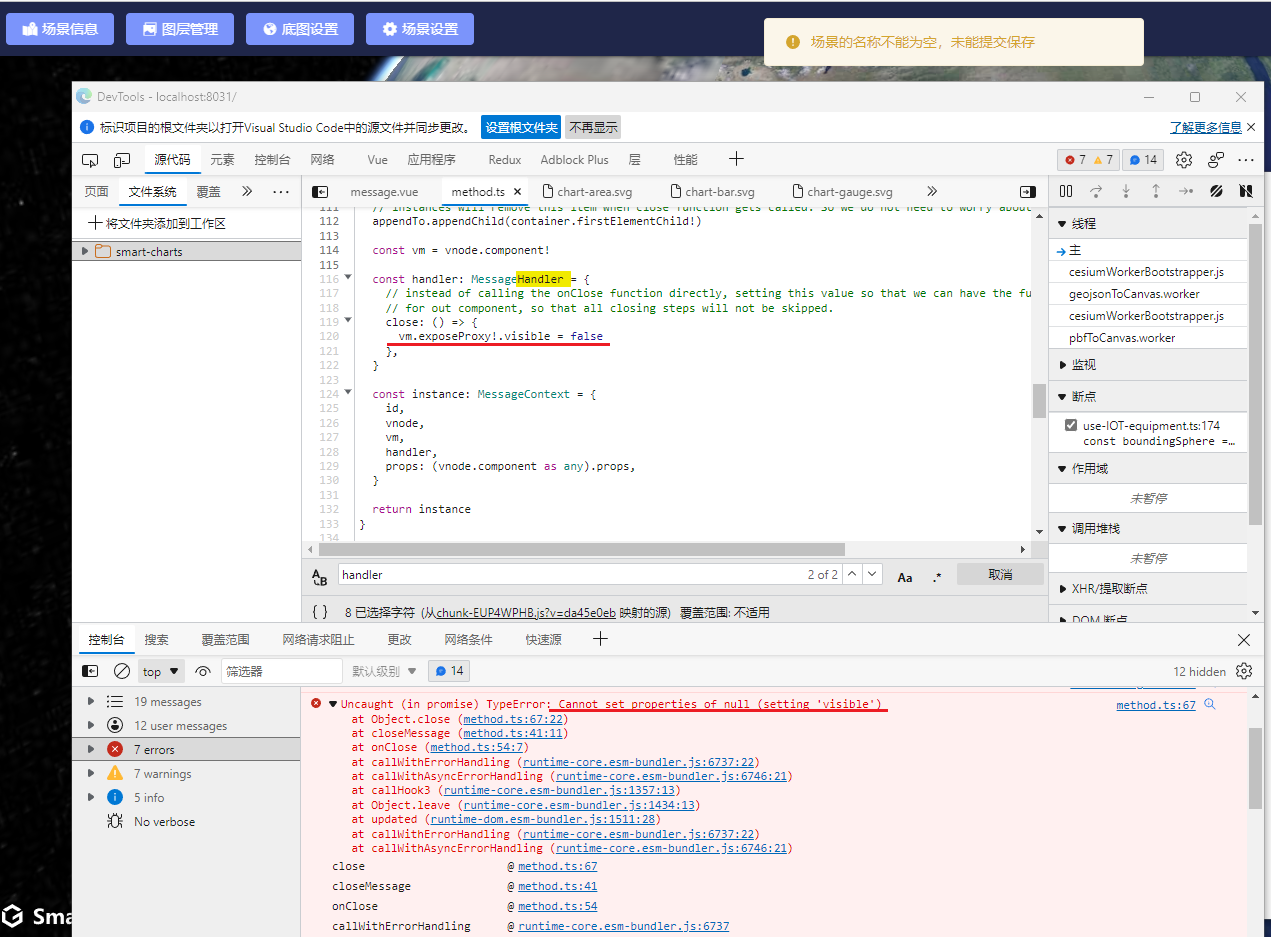 场景信息 图层管理 底图设置 场景设置
场景的名称不能为空，未能提交保存
DevTools - localhost:8031/
标识项目的根文件夹以打开Visual Studio Code中的源文件并同步更改。 设置根文件夹 不再显示 了解更多信息
源代码 元素 控制台 网络 Vue 应用程序 Redux Adblock Plus 层 性能 7 7 14
页面 文件系统 覆盖 message.vue method.ts chart-area.svg chart-bar.svg chart-gauge.svg
将文件夹添加到工作区
smart-charts
111 // instances will remove this item when close function gets called. So we do not need to worry about
112 appendTo.appendChild(container.firstElementChild!)
113
114 const vm = vnode.component!
115
116 const handler: MessageHandler = {
117 // instead of calling the onClose function directly, setting this value so that we can have the fu
118 // for out component, so that all closing steps will not be skipped.
119 close: () => {
120 vm.exposeProxy!.visible = false
121 },
122 }
123
124 const instance: MessageContext = {
125 id,
126 vnode,
127 vm,
128 handler,
129 props: (vnode.component as any).props,
130 }
131
132 return instance
133 }
134
线程
主
cesiumWorkerBootstrapper.js
geojsonToCanvas.worker
cesiumWorkerBootstrapper.js
pbfToCanvas.worker
监视
断点
use-IOT-equipment.ts:174
const boundingSphere =…
作用域
未暂停
调用堆栈
未暂停
XHR/提取断点
DOM 断点
handler 2 of 2 Aa .* 取消
{ } 8 已选择字符 (从chunk-EUP4WPHB.js?v=da45e0eb 映射的源) 覆盖范围: 不适用
控制台 搜索 覆盖范围 网络请求阻止 更改 网络条件 快速源
top 筛选器 默认级别 14 12 hidden
19 messages
12 user messages
7 errors
7 warnings
5 info
No verbose
Uncaught (in promise) TypeError: Cannot set properties of null (setting 'visible') method.ts:67
at Object.close (method.ts:67:22)
at closeMessage (method.ts:41:11)
at onClose (method.ts:54:7)
at callWithErrorHandling (runtime-core.esm-bundler.js:6737:22)
at callWithAsyncErrorHandling (runtime-core.esm-bundler.js:6746:21)
at callHook3 (runtime-core.esm-bundler.js:1357:13)
at Object.leave (runtime-core.esm-bundler.js:1434:13)
at updated (runtime-dom.esm-bundler.js:1511:28)
at callWithErrorHandling (runtime-core.esm-bundler.js:6737:22)
at callWithAsyncErrorHandling (runtime-core.esm-bundler.js:6746:21)
close @ method.ts:67
closeMessage @ method.ts:41
onClose @ method.ts:54
callWithErrorHandling @ runtime-core.esm-bundler.js:6737
Sma